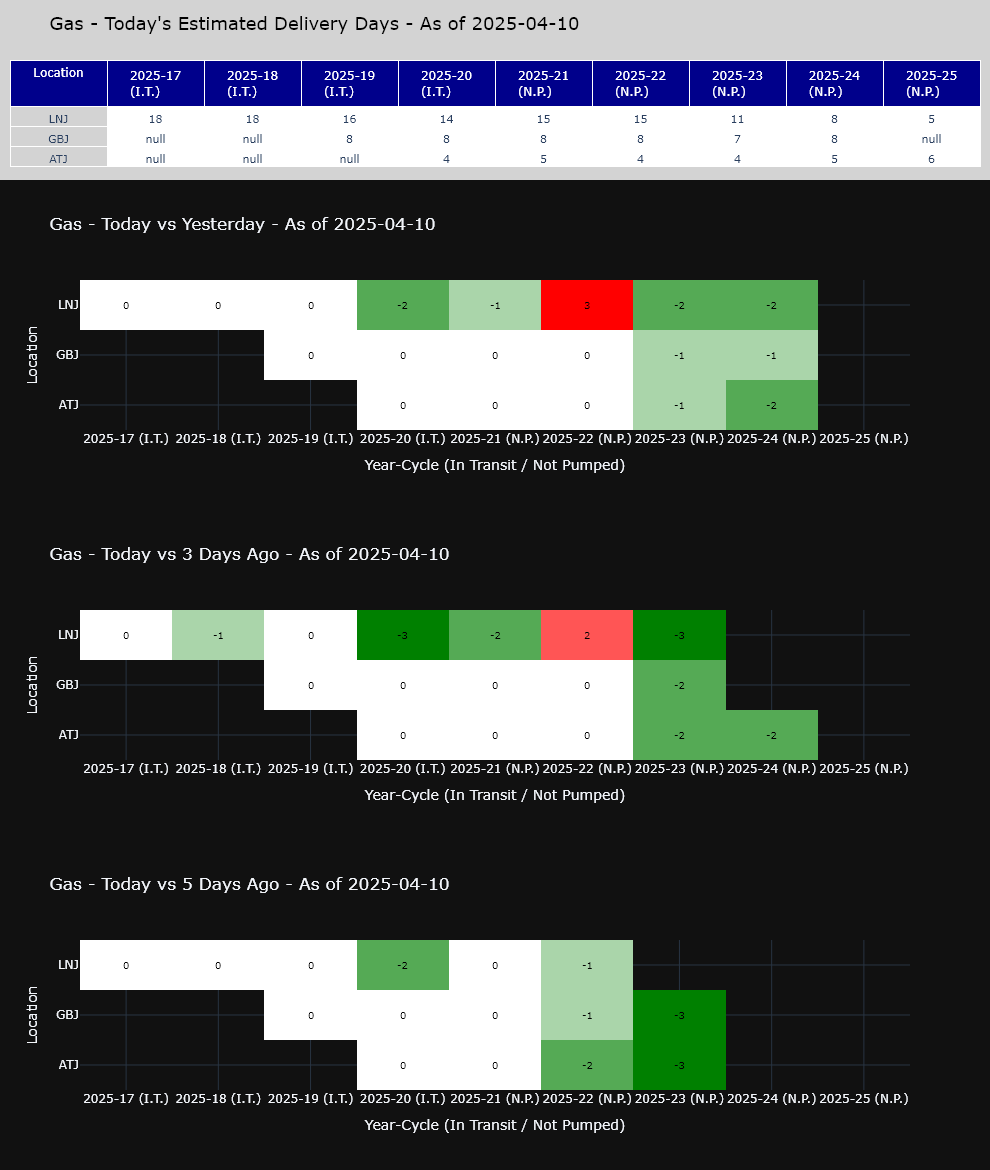 Gas - Today's Estimated Delivery Days - As of 2025-04-10
Location 2025-17 (I.T.) 2025-18 (I.T.) 2025-19 (I.T.) 2025-20 (I.T.) 2025-21 (N.P.) 2025-22 (N.P.) 2025-23 (N.P.) 2025-24 (N.P.) 2025-25 (N.P.)
LNJ 18 18 16 14 15 15 11 8 5
GBJ null null 8 8 8 8 7 8 null
ATJ null null null 4 5 4 4 5 6
Gas - Today vs Yesterday - As of 2025-04-10
LNJ 0 0 0 -2 -1 3 -2 -2
GBJ 0 0 0 0 -1 -1
ATJ 0 0 0 -1 -2
Location
2025-17 (I.T.) 2025-18 (I.T.) 2025-19 (I.T.) 2025-20 (I.T.) 2025-21 (N.P.) 2025-22 (N.P.) 2025-23 (N.P.) 2025-24 (N.P.) 2025-25 (N.P.)
Year-Cycle (In Transit / Not Pumped)
Gas - Today vs 3 Days Ago - As of 2025-04-10
LNJ 0 -1 0 -3 -2 2 -3
GBJ 0 0 0 0 -2
ATJ 0 0 0 -2 -2
Location
2025-17 (I.T.) 2025-18 (I.T.) 2025-19 (I.T.) 2025-20 (I.T.) 2025-21 (N.P.) 2025-22 (N.P.) 2025-23 (N.P.) 2025-24 (N.P.) 2025-25 (N.P.)
Year-Cycle (In Transit / Not Pumped)
Gas - Today vs 5 Days Ago - As of 2025-04-10
LNJ 0 0 0 -2 0 -1
GBJ 0 0 0 -1 -3
ATJ 0 0 -2 -3
Location
2025-17 (I.T.) 2025-18 (I.T.) 2025-19 (I.T.) 2025-20 (I.T.) 2025-21 (N.P.) 2025-22 (N.P.) 2025-23 (N.P.) 2025-24 (N.P.) 2025-25 (N.P.)
Year-Cycle (In Transit / Not Pumped)